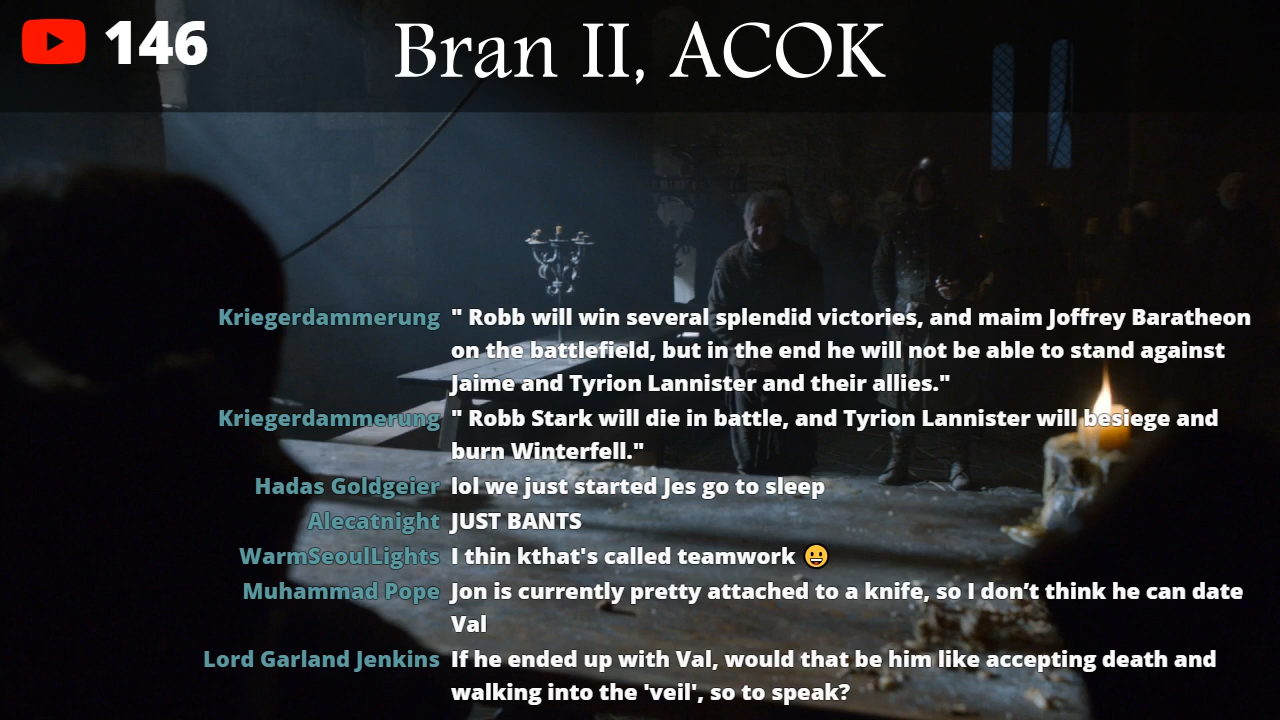 146
Bran II, ACOK
Kriegerdammerung " Robb will win several splendid victories, and maim Joffrey Baratheon
on the battlefield, but in the end he will not be able to stand against
Jaime and Tyrion Lannister and their allies."
Kriegerdammerung " Robb Stark will die in battle, and Tyrion Lannister will besiege and
burn Winterfell."
Hadas Goldgeier lol we just started Jes go to sleep
Alecatnight JUST BANTS
WarmSeoulLights I thin kthat's called teamwork 😀
Muhammad Pope Jon is currently pretty attached to a knife, so I don’t think he can date
Val
Lord Garland Jenkins If he ended up with Val, would that be him like accepting death and
walking into the 'veil', so to speak?